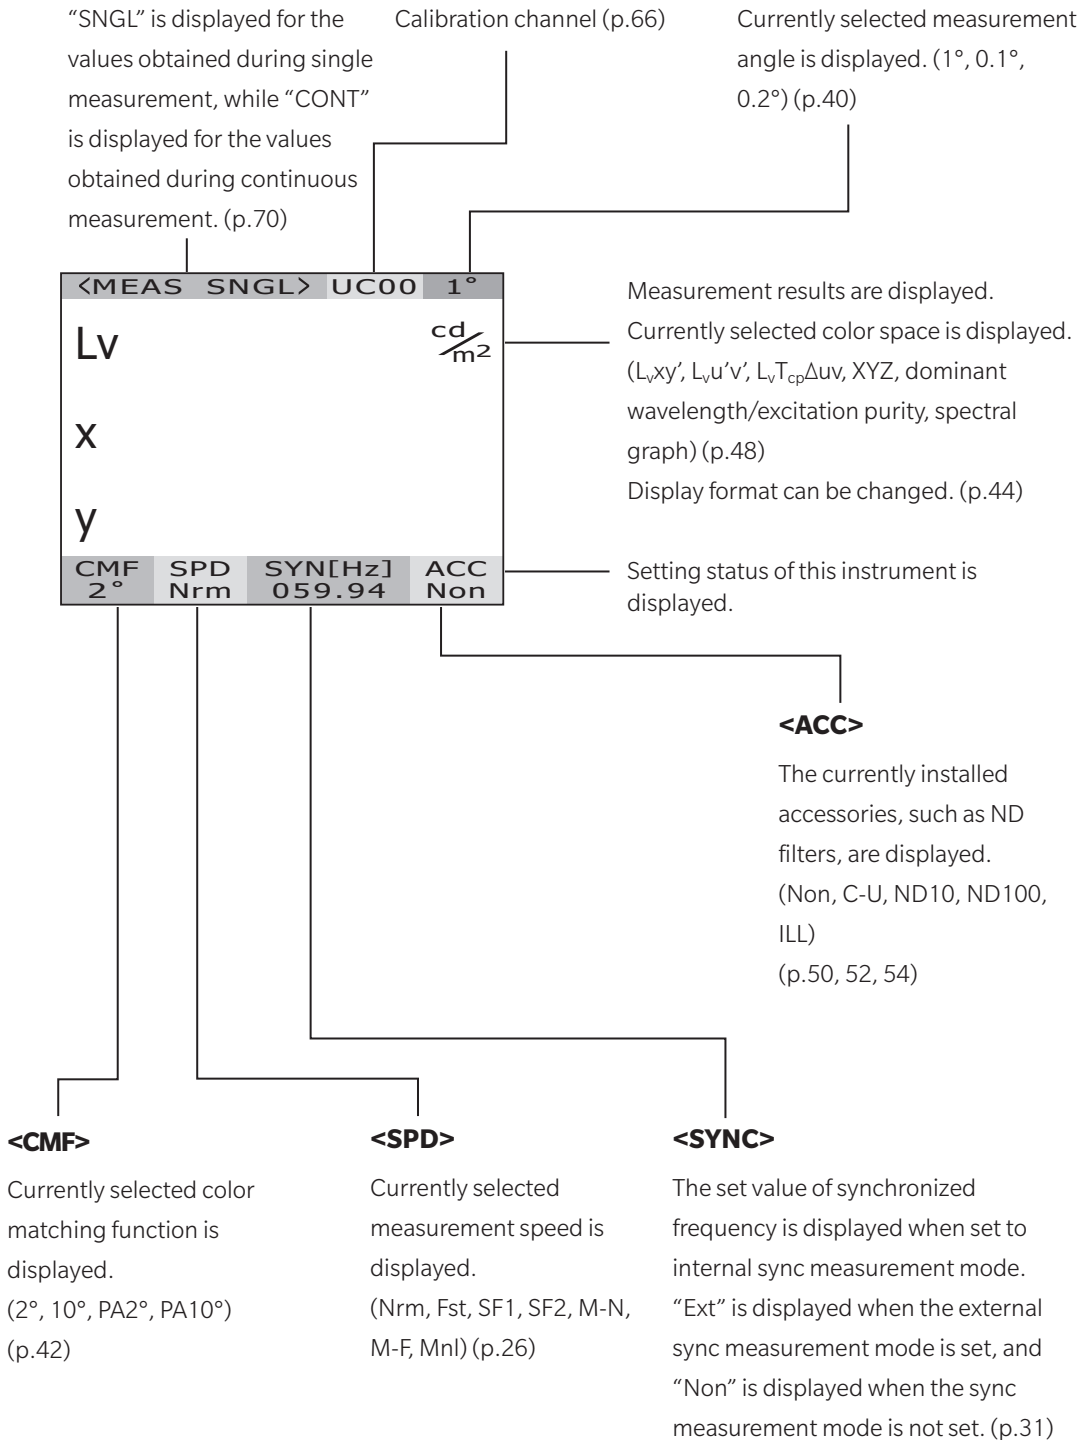 “SNGL” is displayed for the
values obtained during single
measurement, while “CONT”
is displayed for the values
obtained during continuous
measurement. (p.70)
Calibration channel (p.66)
Currently selected measurement
angle is displayed. (1°, 0.1°,
0.2°) (p.40)
<MEAS SNGL> UC00 1°
Lv cd/m2
x
y
CMF SPD SYN[Hz] ACC
2° Nrm 059.94 Non
Measurement results are displayed.
Currently selected color space is displayed.
(Lvxy’, Lvu’v’, LvTcpΔuv, XYZ, dominant
wavelength/excitation purity, spectral
graph) (p.48)
Display format can be changed. (p.44)
Setting status of this instrument is
displayed.
<ACC>
The currently installed
accessories, such as ND
filters, are displayed.
(Non, C-U, ND10, ND100,
ILL)
(p.50, 52, 54)
<CMF>
Currently selected color
matching function is
displayed.
(2°, 10°, PA2°, PA10°)
(p.42)
<SPD>
Currently selected
measurement speed is
displayed.
(Nrm, Fst, SF1, SF2, M-N,
M-F, Mnl) (p.26)
<SYNC>
The set value of synchronized
frequency is displayed when set to
internal sync measurement mode.
“Ext” is displayed when the external
sync measurement mode is set, and
“Non” is displayed when the sync
measurement mode is not set. (p.31)